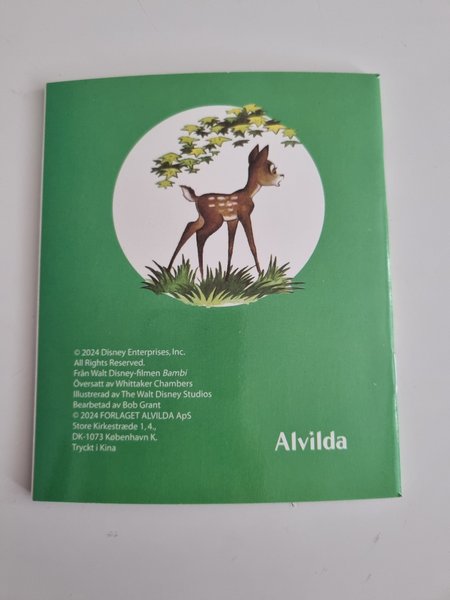 © 2024 Disney Enterprises, Inc.
All Rights Reserved.
Från Walt Disney-filmen Bambi
Översatt av Whittaker Chambers
Illustrerad av The Walt Disney Studios
Bearbetad av Bob Grant
© 2024 FORLAGET ALVILDA ApS
Store Kirkestræde 1, 4.,
DK-1073 København K.
Tryckt i Kina
Alvilda